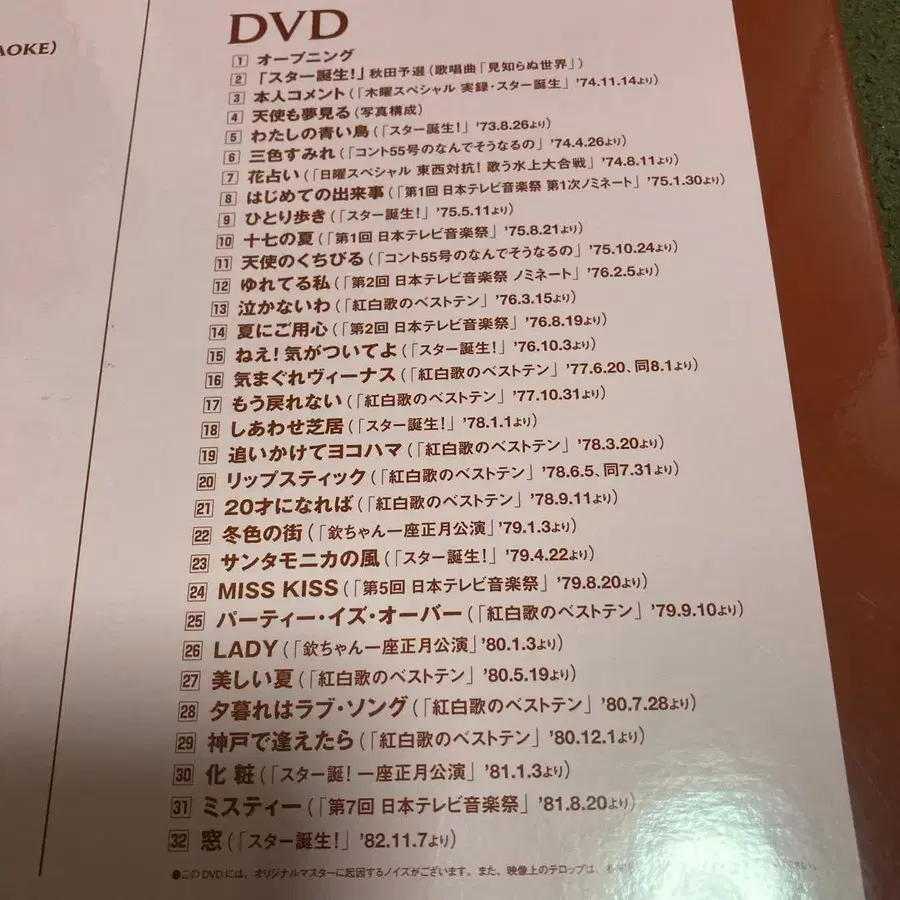 AOKE)
DVD
1 オープニング
2 「スター誕生!」秋田予選(歌唱曲「見知らぬ世界」)
3 本人コメント(「木曜スペシャル 実録・スター誕生」'74.11.14より)
4 天使も夢見る(写真構成)
5 わたしの青い鳥(「スター誕生!」'73.8.26より)
6 三色すみれ(「コント55号のなんでそうなるの」'74.4.26より)
7 花占い(「日曜スペシャル 東西対抗! 歌う水上大合戦」'74.8.11より)
8 はじめての出来事(「第1回 日本テレビ音楽祭 第1次ノミネート」'75.1.30より)
9 ひとり歩き(「スター誕生!」'75.5.11より)
10 十七の夏(「第1回 日本テレビ音楽祭」'75.8.21より)
11 天使のくちびる(「コント55号のなんでそうなるの」'75.10.24より)
12 ゆれてる私(「第2回 日本テレビ音楽祭 ノミネート」'76.2.5より)
13 泣かないわ(「紅白歌のベストテン」'76.3.15より)
14 夏にご用心(「第2回 日本テレビ音楽祭」'76.8.19より)
15 ねえ!気がついてよ(「スター誕生!」'76.10.3より)
16 気まぐれヴィーナス(「紅白歌のベストテン」'77.6.20、同8.1より)
17 もう戻れない(「紅白歌のベストテン」'77.10.31より)
18 しあわせ芝居(「スター誕生!」'78.1.1より)
19 追いかけてヨコハマ(「紅白歌のベストテン」'78.3.20より)
20 リップスティック(「紅白歌のベストテン」'78.6.5、同7.31より)
21 20才になれば(「紅白歌のベストテン」'78.9.11より)
22 冬色の街(「欽ちゃん一座正月公演」'79.1.3より)
23 サンタモニカの風(「スター誕生!」'79.4.22より)
24 MISS KISS(「第5回 日本テレビ音楽祭」'79.8.20より)
25 パーティー・イズ・オーバー(「紅白歌のベストテン」'79.9.10より)
26 LADY(「欽ちゃん一座正月公演」'80.1.3より)
27 美しい夏(「紅白歌のベストテン」'80.5.19より)
28 夕暮れはラブ・ソング(「紅白歌のベストテン」'80.7.28より)
29 神戸で逢えたら(「紅白歌のベストテン」'80.12.1より)
30 化 粧(「スター誕!一座正月公演」'81.1.3より)
31 ミスティー(「第7回 日本テレビ音楽祭」'81.8.20より)
32 窓(「スター誕生!」'82.11.7より)
●このDVDには、オリジナルマスターに起因するノイズがございます。また、映像上のテロップは、